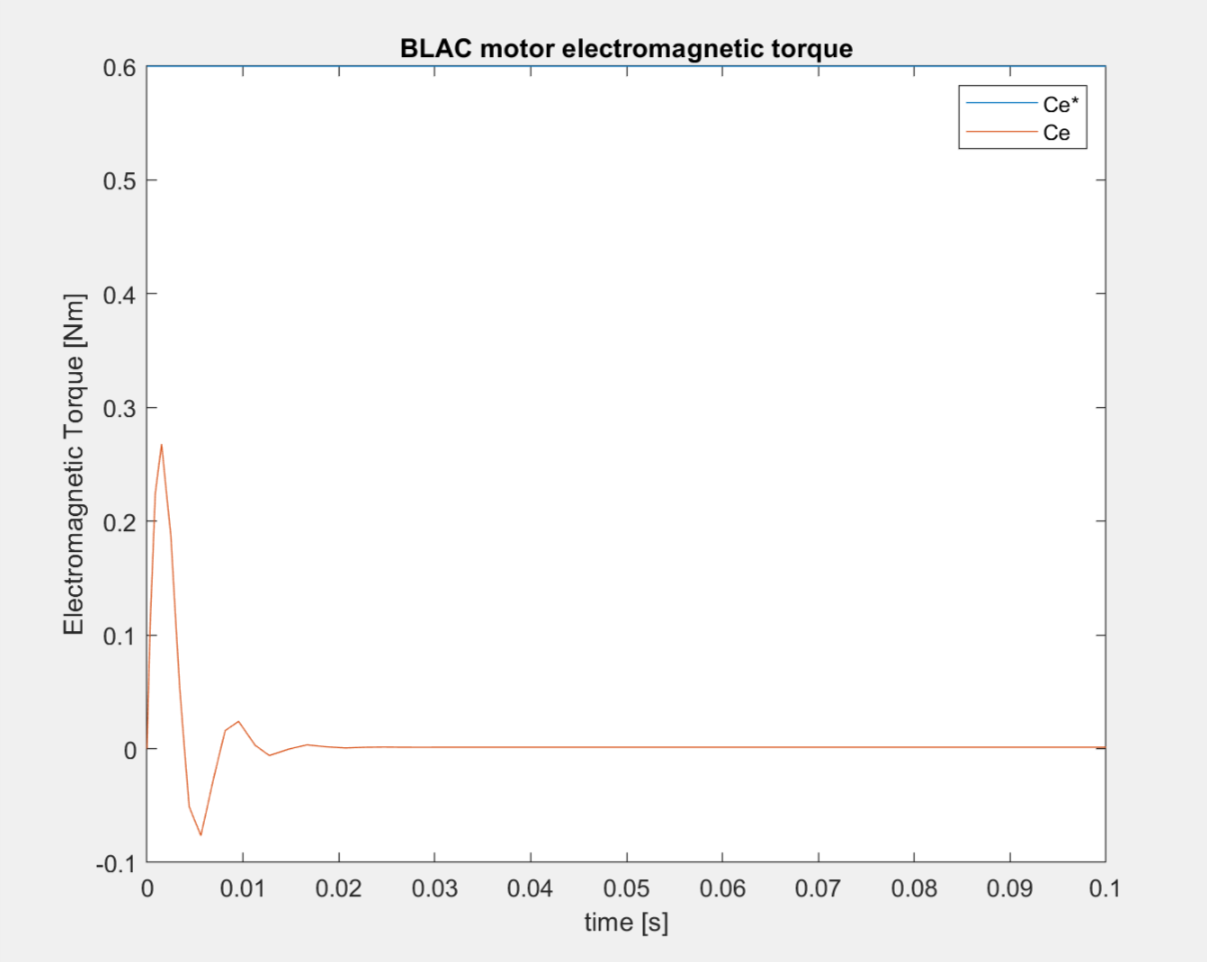 BLAC motor electromagnetic torque
Ce*
Ce
Electromagnetic Torque [Nm]
0.6
0.5
0.4
0.3
0.2
0.1
0
-0.1
0 0.01 0.02 0.03 0.04 0.05 0.06 0.07 0.08 0.09 0.1
time [s]